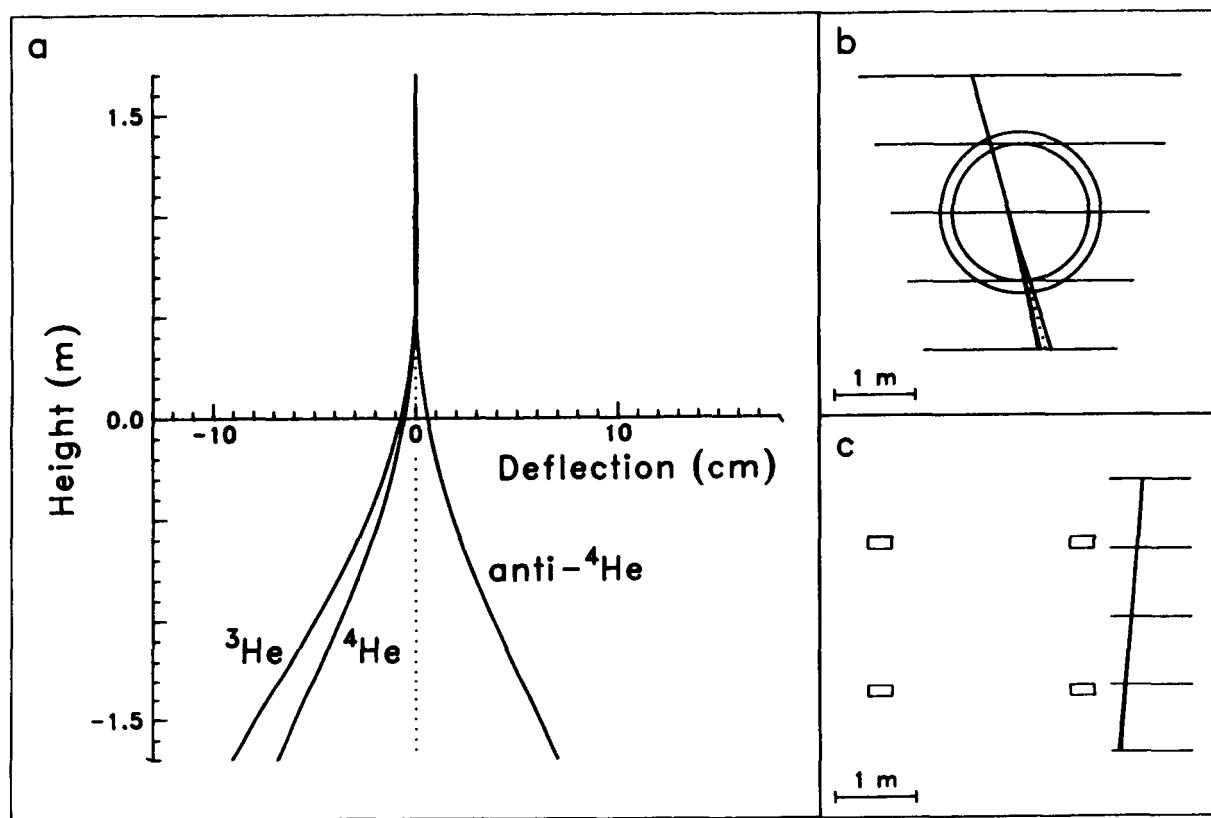 a
1.5
0.0
-1.5
Height (m)
-10
0
10
Deflection (cm)
³He
⁴He
anti-⁴He
b
1 m
c
1 m